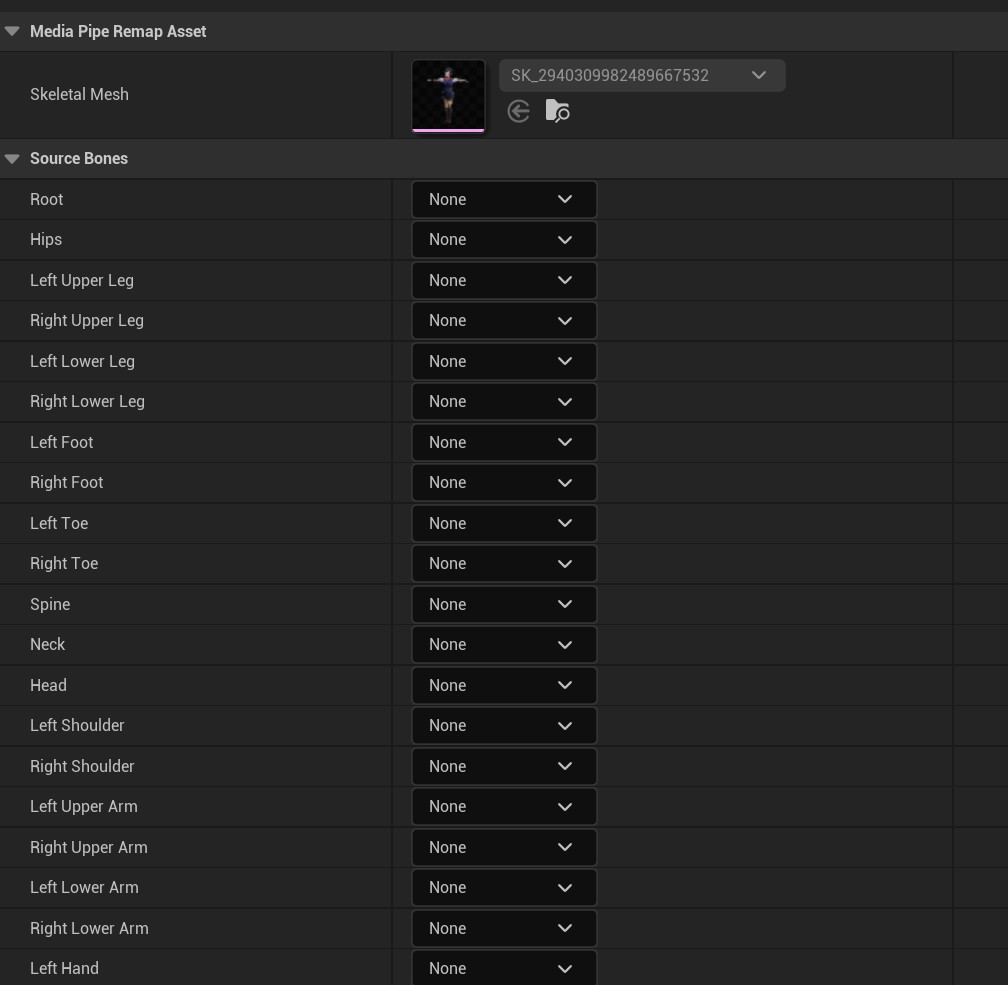 Media Pipe Remap Asset
Skeletal Mesh
SK_2940309982489667532
Source Bones
Root None
Hips None
Left Upper Leg None
Right Upper Leg None
Left Lower Leg None
Right Lower Leg None
Left Foot None
Right Foot None
Left Toe None
Right Toe None
Spine None
Neck None
Head None
Left Shoulder None
Right Shoulder None
Left Upper Arm None
Right Upper Arm None
Left Lower Arm None
Right Lower Arm None
Left Hand None